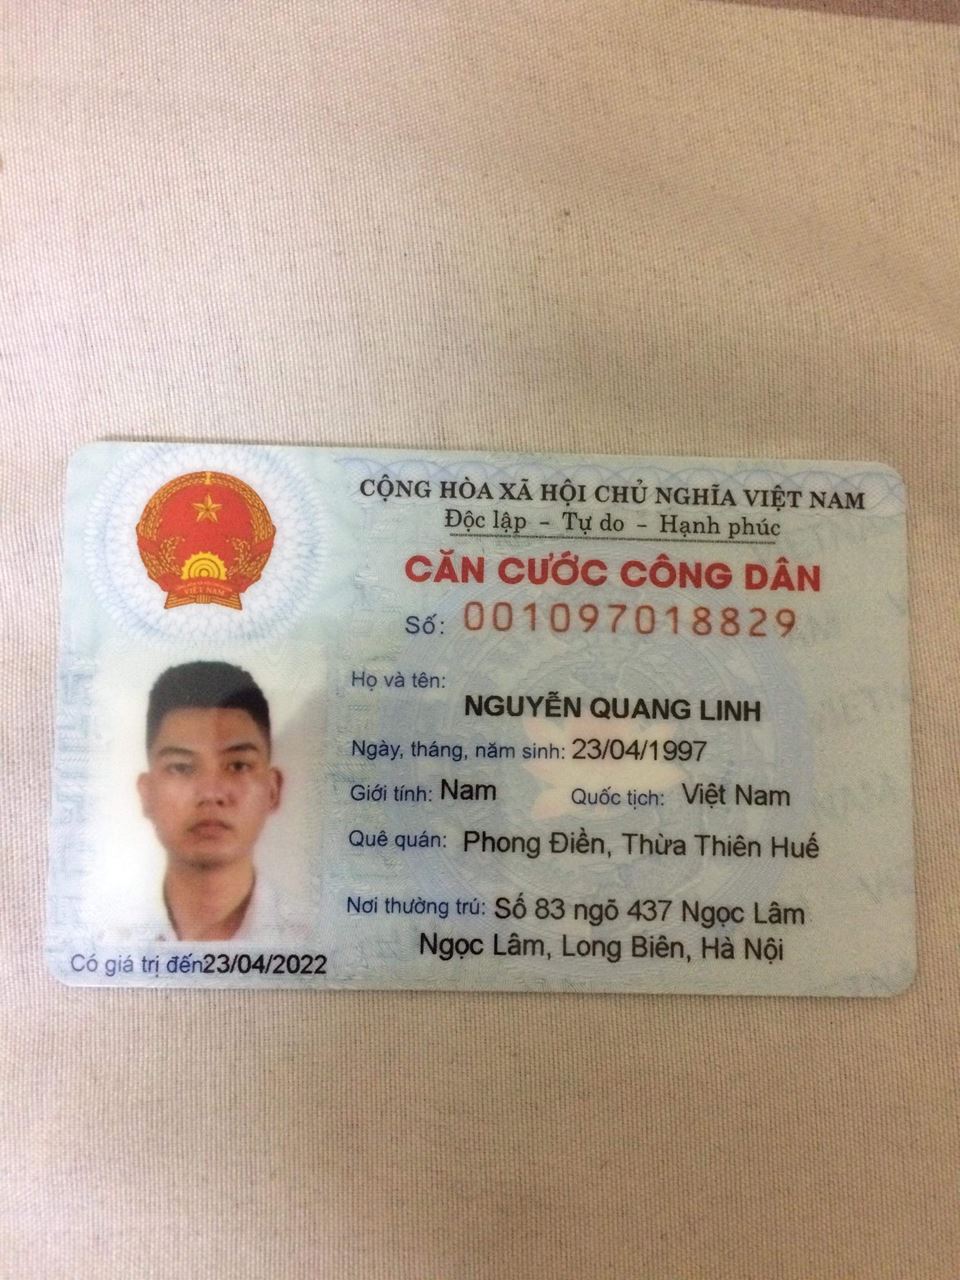 CỘNG HÒA XÃ HỘI CHỦ NGHĨA VIỆT NAM
Độc lập - Tự do - Hạnh phúc
CĂN CƯỚC CÔNG DÂN
Số: 001097018829
Họ và tên:
NGUYỄN QUANG LINH
Ngày, tháng, năm sinh: 23/04/1997
Giới tính: Nam Quốc tịch: Việt Nam
Quê quán: Phong Điền, Thừa Thiên Huế
Nơi thường trú: Số 83 ngõ 437 Ngọc Lâm
Ngọc Lâm, Long Biên, Hà Nội
Có giá trị đến 23/04/2022
VIỆT NAM